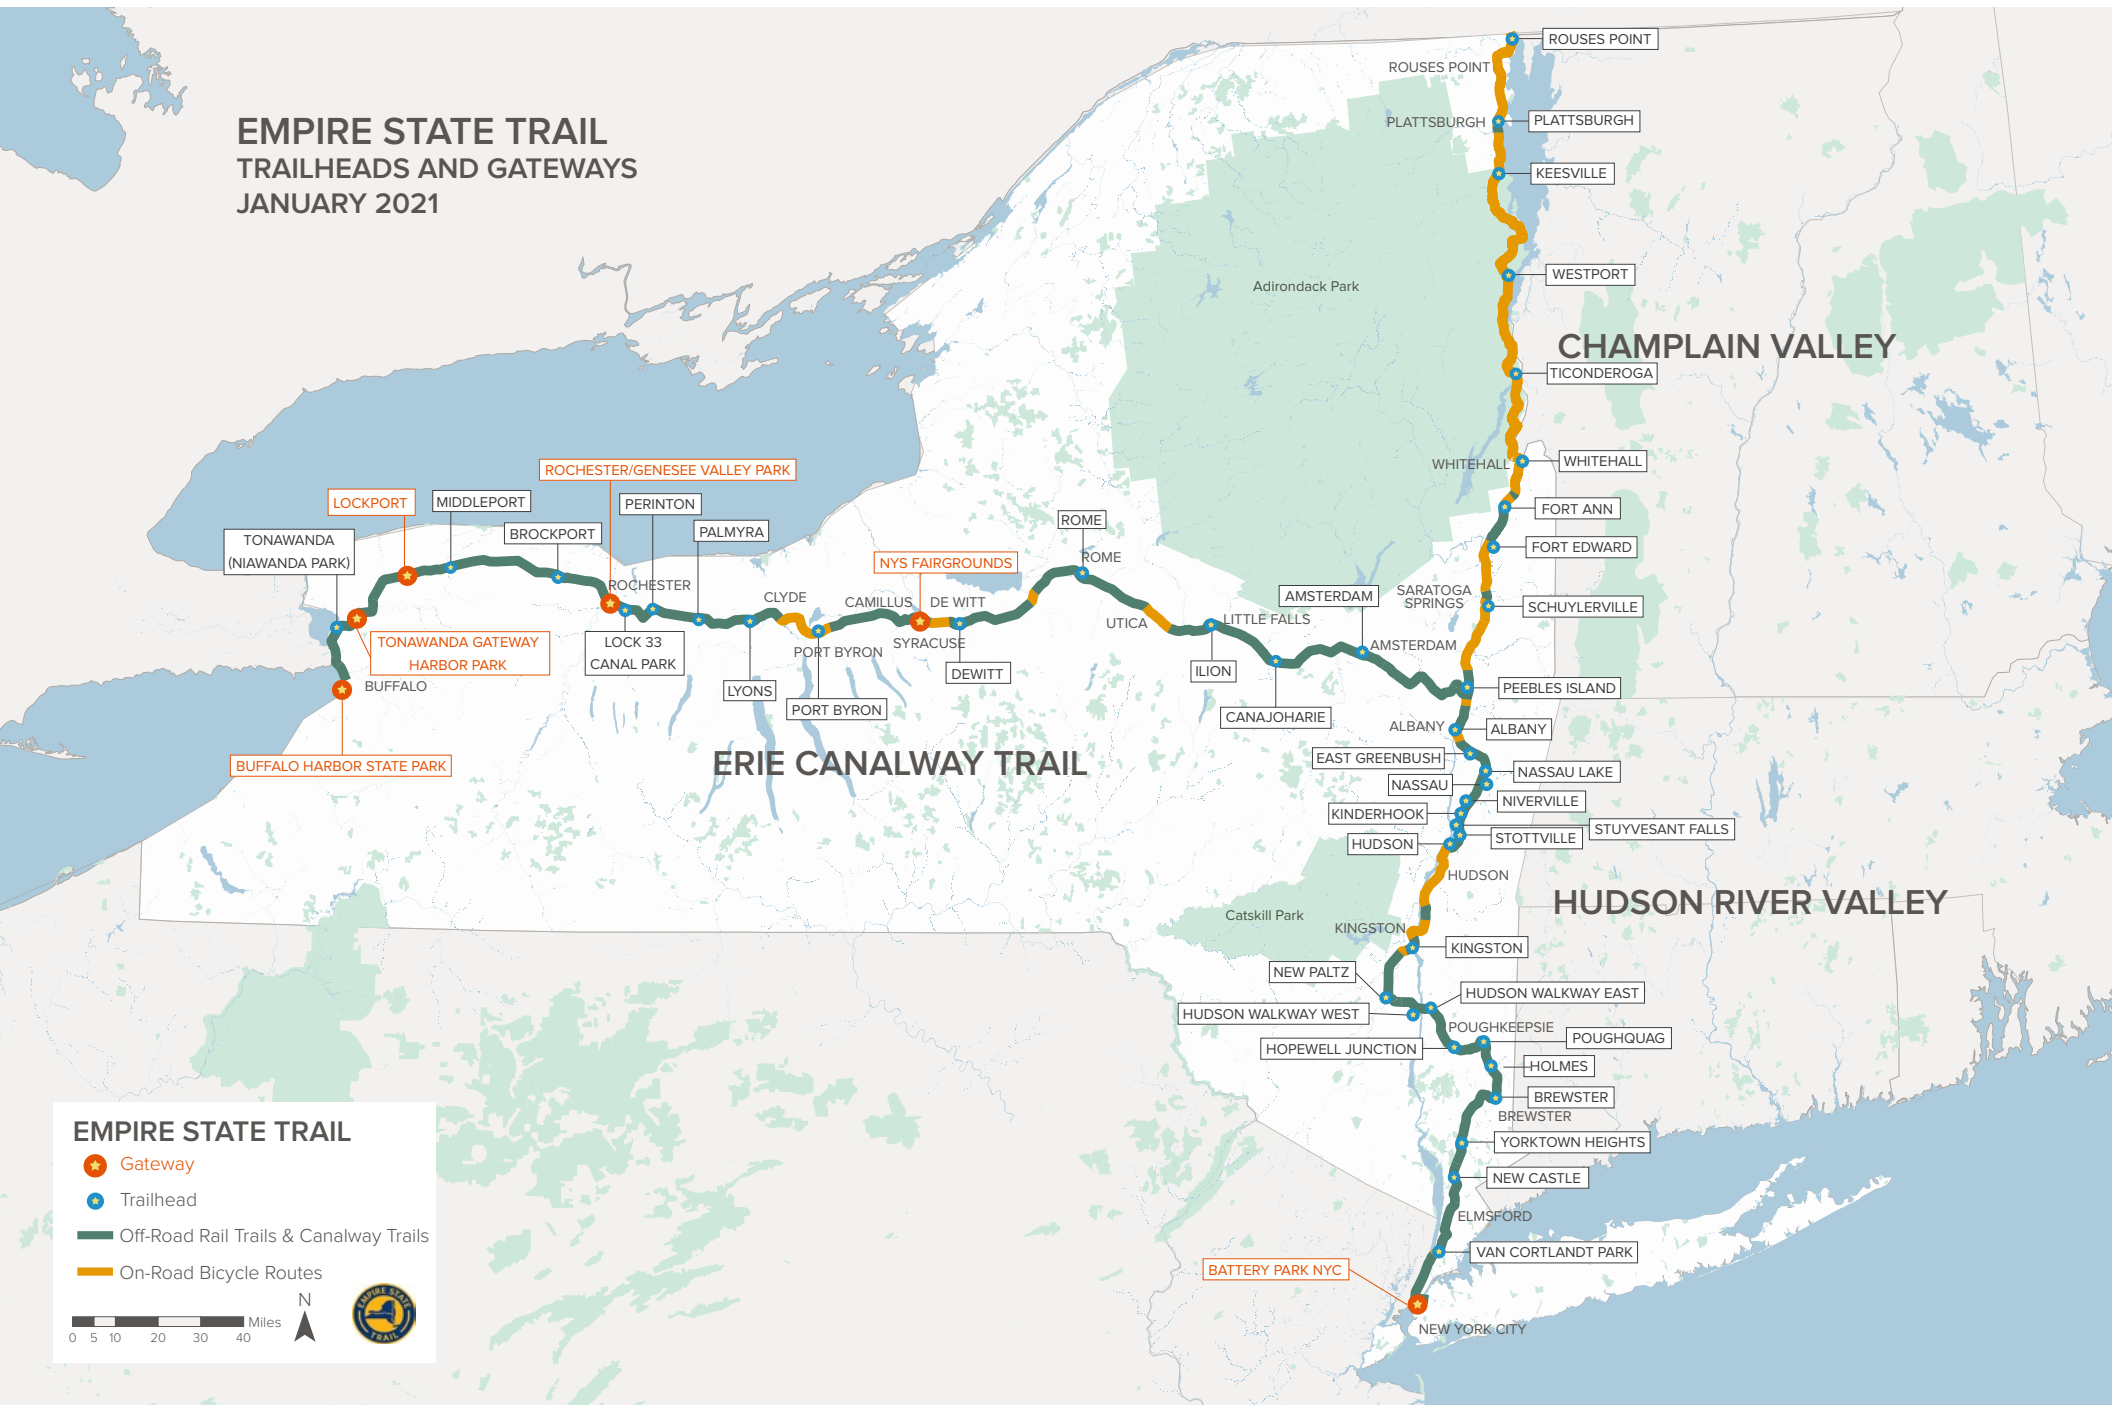 EMPIRE STATE TRAIL
TRAILHEADS AND GATEWAYS
JANUARY 2021
ROUSES POINT
ROUSES POINT
PLATTSBURGH
PLATTSBURGH
KEESVILLE
Adirondack Park
WESTPORT
CHAMPLAIN VALLEY
TICONDEROGA
WHITEHALL
WHITEHALL
FORT ANN
FORT EDWARD
SARATOGA
SPRINGS
SCHUYLERVILLE
ROCHESTER/GENESEE VALLEY PARK
LOCKPORT
MIDDLEPORT
PERINTON
BROCKPORT
PALMYRA
TONAWANDA
(NIAWANDA PARK)
ROME
ROME
NYS FAIRGROUNDS
ROCHESTER
CLYDE
CAMILLUS
DE WITT
AMSTERDAM
UTICA
LITTLE FALLS
AMSTERDAM
TONAWANDA GATEWAY
HARBOR PARK
LOCK 33
CANAL PARK
PORT BYRON
SYRACUSE
DEWITT
ILION
BUFFALO
LYONS
PORT BYRON
CANAJOHARIE
PEEBLES ISLAND
BUFFALO HARBOR STATE PARK
ERIE CANALWAY TRAIL
ALBANY
ALBANY
EAST GREENBUSH
NASSAU LAKE
NASSAU
NIVERVILLE
KINDERHOOK
STUYVESANT FALLS
STOTTVILLE
HUDSON
HUDSON
HUDSON RIVER VALLEY
Catskill Park
KINGSTON
KINGSTON
NEW PALTZ
HUDSON WALKWAY EAST
HUDSON WALKWAY WEST
POUGHKEEPSIE
POUGHQUAG
HOPEWELL JUNCTION
HOLMES
BREWSTER
BREWSTER
YORKTOWN HEIGHTS
NEW CASTLE
ELMSFORD
VAN CORTLANDT PARK
BATTERY PARK NYC
NEW YORK CITY
EMPIRE STATE TRAIL
Gateway
Trailhead
Off-Road Rail Trails & Canalway Trails
On-Road Bicycle Routes
N
Miles
0 5 10 20 30 40
EMPIRE STATE
TRAIL